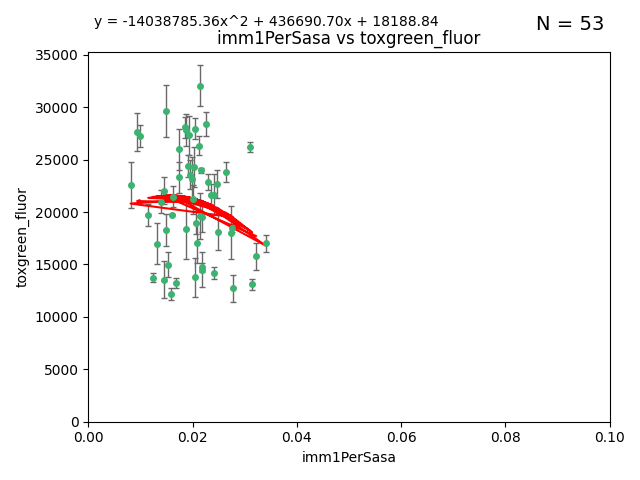 y = -14038785.36x^2 + 436690.70x + 18188.84
N = 53
imm1PerSasa vs toxgreen_fluor
35000
30000
25000
20000
15000
10000
5000
0
toxgreen_fluor
0.00 0.02 0.04 0.06 0.08 0.10
imm1PerSasa